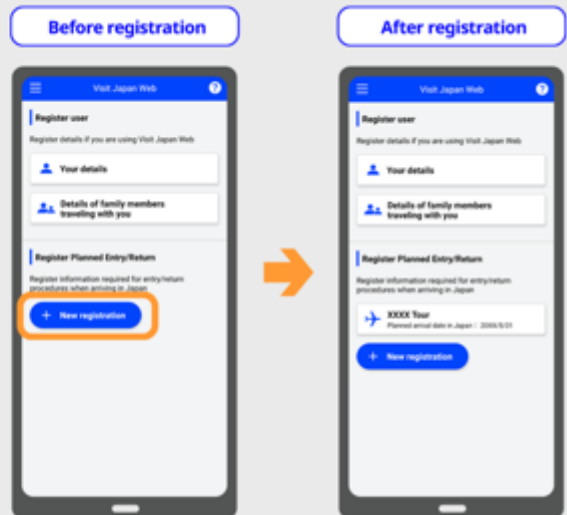 Before registration
Visit Japan Web
?
Register user
Register details if you are using Visit Japan Web
Your details
Details of family members
traveling with you
Register Planned Entry/Return
Register information required for entry/return
procedures when arriving in Japan
+ New registration
After registration
Visit Japan Web
?
Register user
Register details if you are using Visit Japan Web
Your details
Details of family members
traveling with you
Register Planned Entry/Return
Register information required for entry/return
procedures when arriving in Japan
XXXX Tour
Planned arrival date in Japan : 20XX/5/31
+ New registration